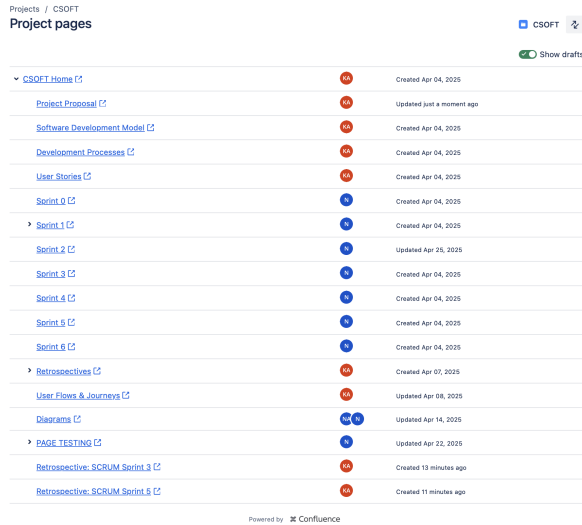 Projects / CSOFT
Project pages
CSOFT
Show drafts
CSOFT Home KA Created Apr 04, 2025
Project Proposal KA Updated just a moment ago
Software Development Model KA Created Apr 04, 2025
Development Processes KA Created Apr 04, 2025
User Stories KA Created Apr 04, 2025
Sprint 0 N Created Apr 04, 2025
Sprint 1 N Created Apr 04, 2025
Sprint 2 N Updated Apr 25, 2025
Sprint 3 N Created Apr 04, 2025
Sprint 4 N Created Apr 04, 2025
Sprint 5 N Created Apr 04, 2025
Sprint 6 N Created Apr 04, 2025
Retrospectives KA Created Apr 07, 2025
User Flows & Journeys KA Updated Apr 08, 2025
Diagrams NA N Updated Apr 14, 2025
PAGE TESTING N Updated Apr 22, 2025
Retrospective: SCRUM Sprint 3 KA Created 13 minutes ago
Retrospective: SCRUM Sprint 5 KA Created 11 minutes ago
Powered by Confluence